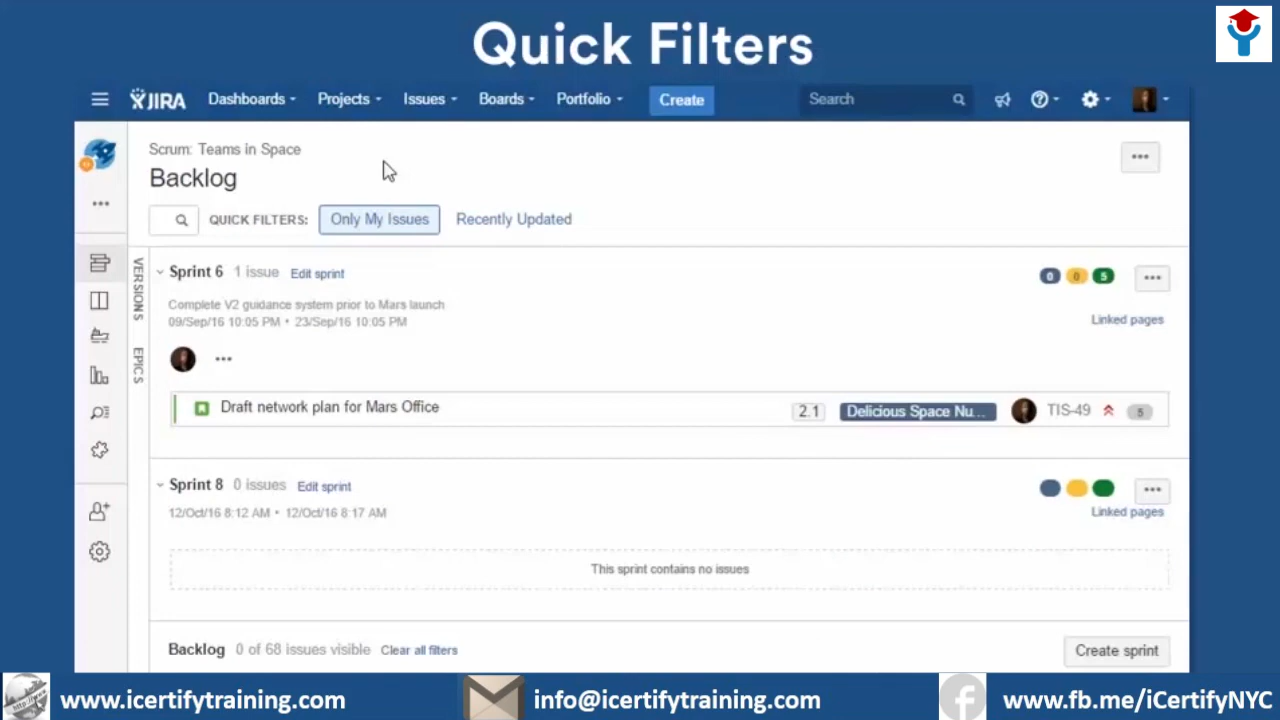 Quick Filters
JIRA Dashboards Projects Issues Boards Portfolio Create Search
Scrum: Teams in Space
Backlog
QUICK FILTERS: Only My Issues Recently Updated
VERSIONS
EPICS
Sprint 6 1 issue Edit sprint 0 0 5
Complete V2 guidance system prior to Mars launch
09/Sep/16 10:05 PM • 23/Sep/16 10:05 PM
Linked pages
Draft network plan for Mars Office 2.1 Delicious Space Nu... TIS-49 5
Sprint 8 0 issues Edit sprint
12/Oct/16 8:12 AM • 12/Oct/16 8:17 AM
Linked pages
This sprint contains no issues
Backlog 0 of 68 issues visible Clear all filters Create sprint
www.icertifytraining.com info@icertifytraining.com www.fb.me/iCertifyNYC